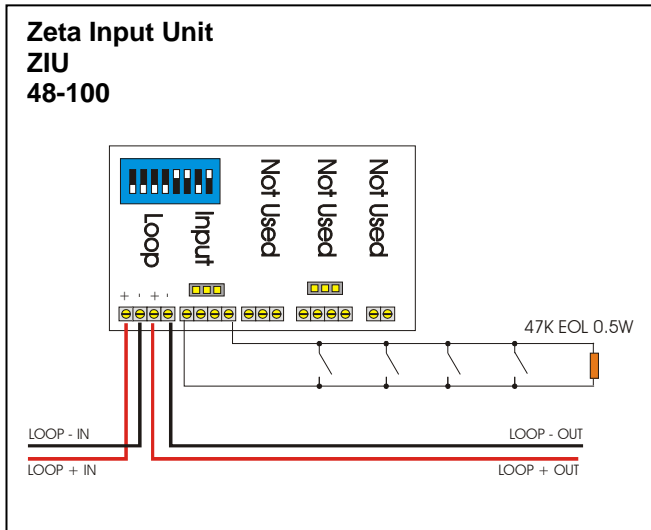 Zeta Input Unit
ZIU
48-100
Loop
Input
Not Used
Not Used
Not Used
+ - + -
47K EOL 0.5W
LOOP - IN
LOOP - OUT
LOOP + IN
LOOP + OUT